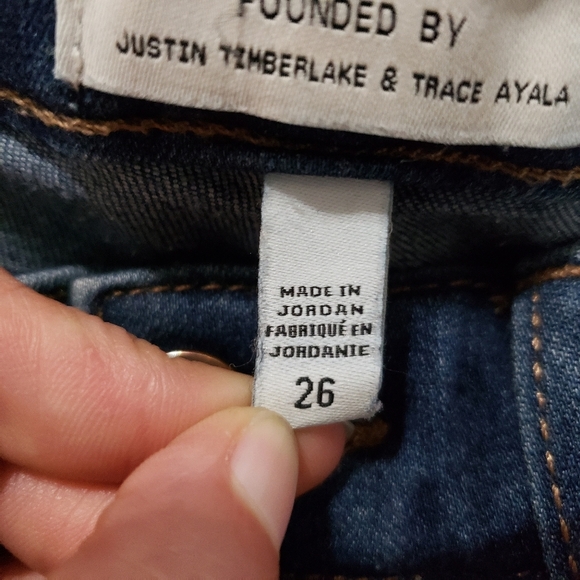 FOUNDED BY
JUSTIN TIMBERLAKE & TRACE AYALA
MADE IN
JORDAN
FABRIQUÉ EN
JORDANIE
26